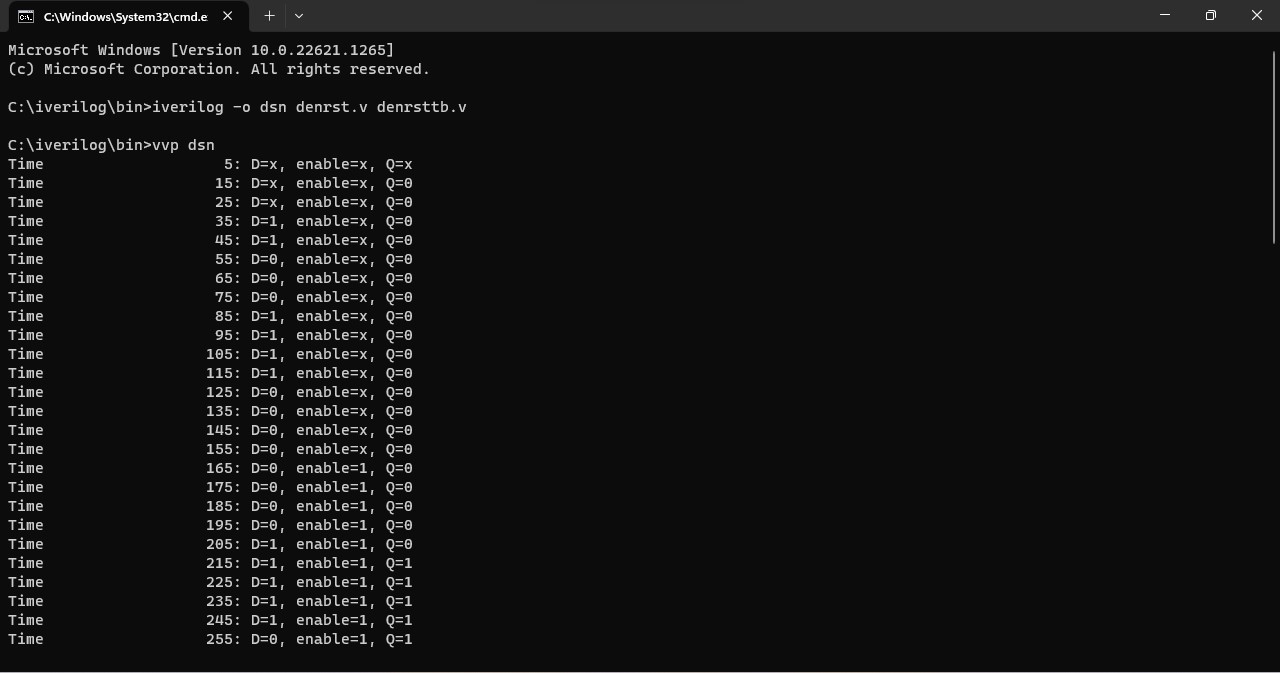 C:\Windows\System32\cmd.e
Microsoft Windows [Version 10.0.22621.1265]
(c) Microsoft Corporation. All rights reserved.
C:\iverilog\bin>iverilog -o dsn denrst.v denrsttb.v
C:\iverilog\bin>vvp dsn
Time                    5: D=x, enable=x, Q=x
Time                   15: D=x, enable=x, Q=0
Time                   25: D=x, enable=x, Q=0
Time                   35: D=1, enable=x, Q=0
Time                   45: D=1, enable=x, Q=0
Time                   55: D=0, enable=x, Q=0
Time                   65: D=0, enable=x, Q=0
Time                   75: D=0, enable=x, Q=0
Time                   85: D=1, enable=x, Q=0
Time                   95: D=1, enable=x, Q=0
Time                  105: D=1, enable=x, Q=0
Time                  115: D=1, enable=x, Q=0
Time                  125: D=0, enable=x, Q=0
Time                  135: D=0, enable=x, Q=0
Time                  145: D=0, enable=x, Q=0
Time                  155: D=0, enable=x, Q=0
Time                  165: D=0, enable=1, Q=0
Time                  175: D=0, enable=1, Q=0
Time                  185: D=0, enable=1, Q=0
Time                  195: D=0, enable=1, Q=0
Time                  205: D=1, enable=1, Q=0
Time                  215: D=1, enable=1, Q=1
Time                  225: D=1, enable=1, Q=1
Time                  235: D=1, enable=1, Q=1
Time                  245: D=1, enable=1, Q=1
Time                  255: D=0, enable=1, Q=1